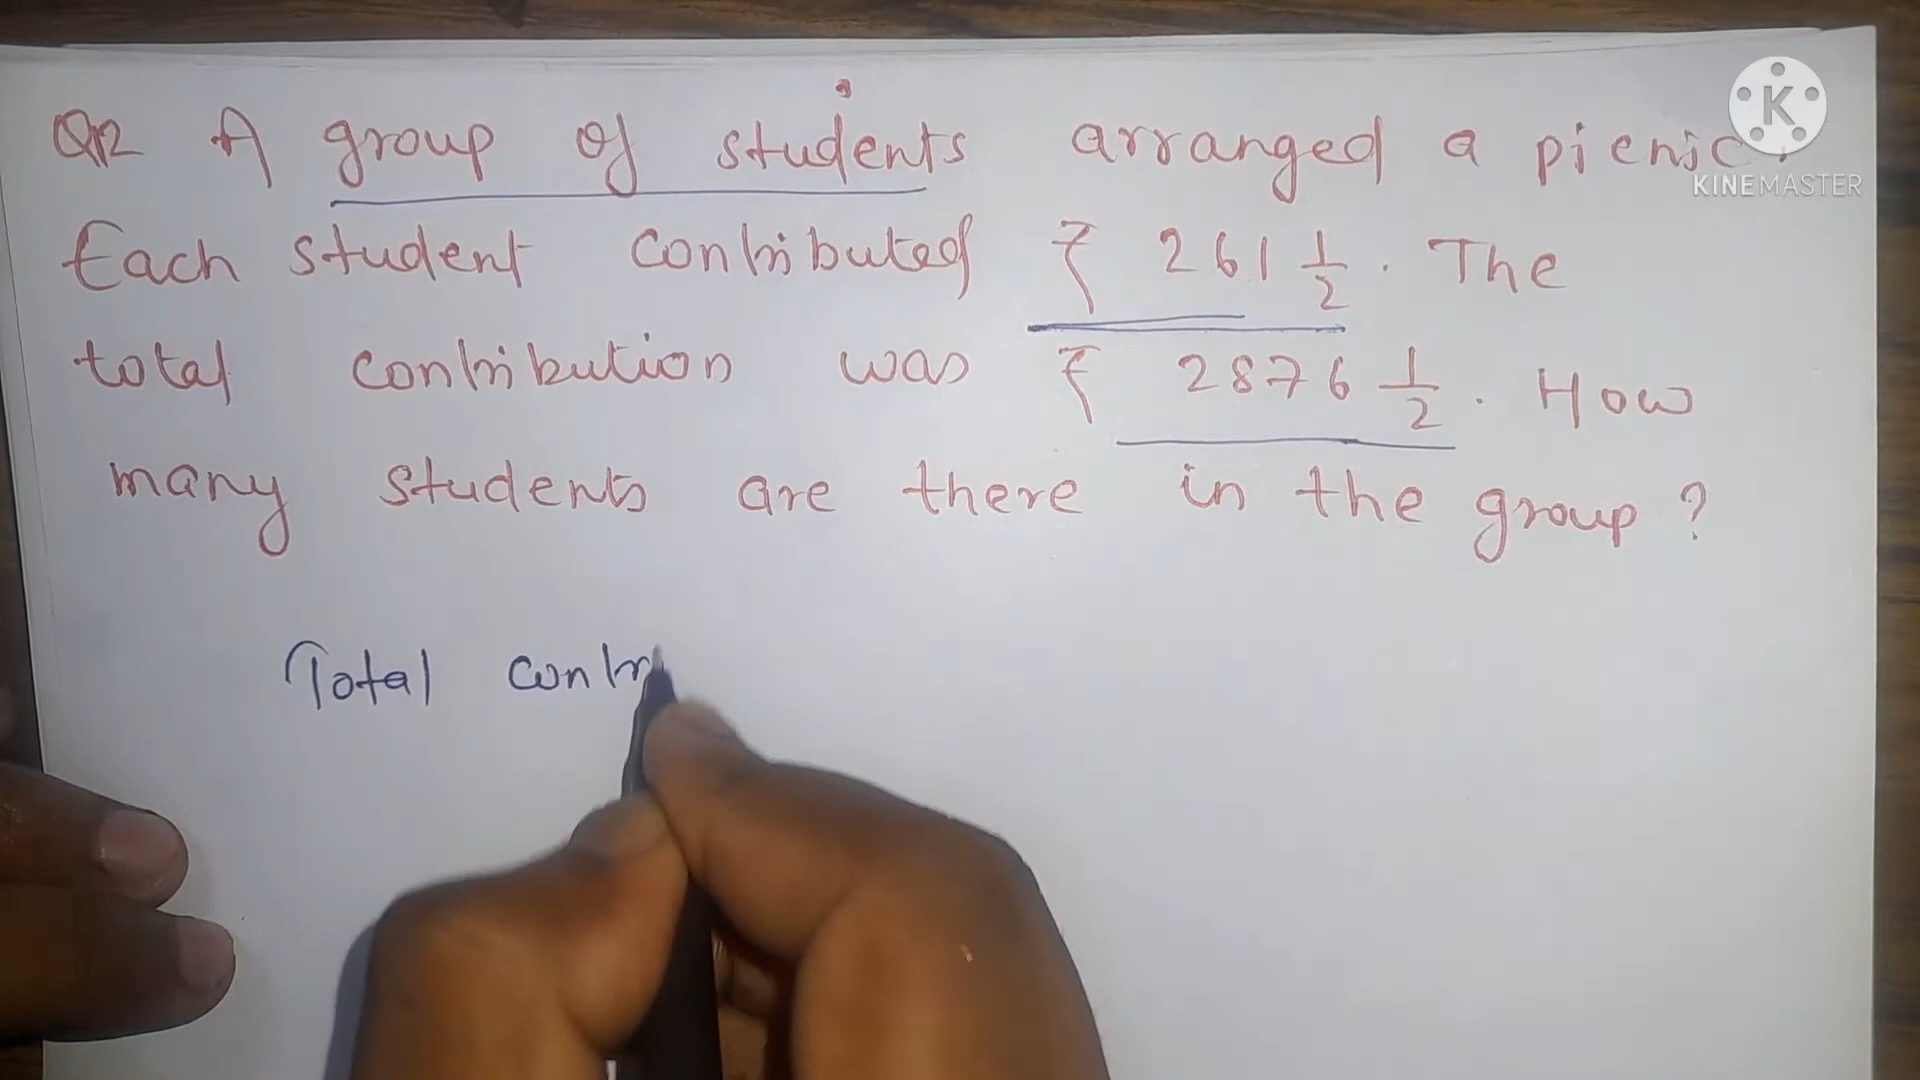 Q2 A group of students arranged a picnic.
KINEMASTER
Each student contributed ₹ 261 1/2. The
total contribution was ₹ 2876 1/2. How
many students are there in the group?
Total contri